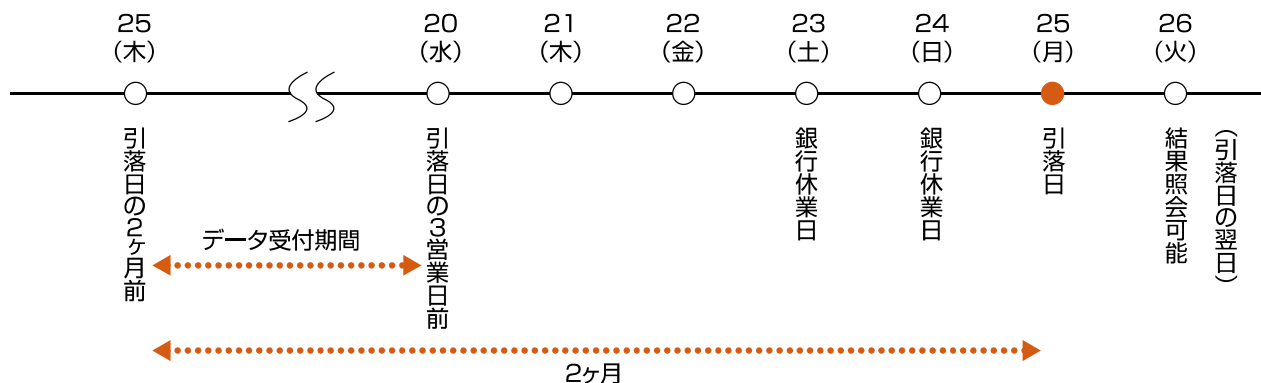 25
(木)
20
(水)
21
(木)
22
(金)
23
(土)
24
(日)
25
(月)
26
(火)
引落日の2ヶ月前
引落日の3営業日前
銀行休業日
銀行休業日
引落日
結果照会可能
(引落日の翌日)
データ受付期間
2ヶ月